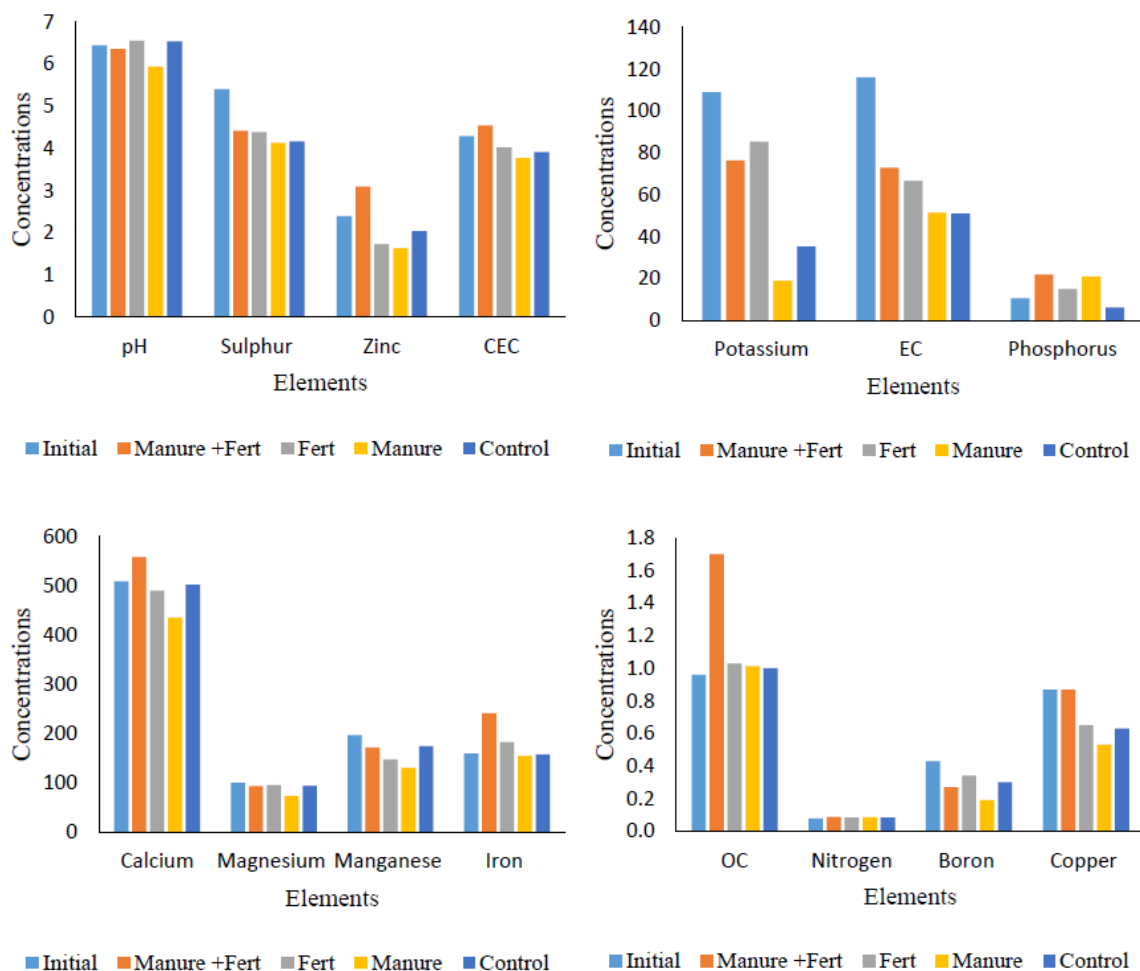 7
6
5
4
3
2
1
0
Concentrations
pH Sulphur Zinc CEC
Elements
Initial Manure +Fert Fert Manure Control
140
120
100
80
60
40
20
0
Concentrations
Potassium EC Phosphorus
Elements
Initial Manure +Fert Fert Manure Control
600
500
400
300
200
100
0
Concentrations
Calcium Magnesium Manganese Iron
Elements
Initial Manure +Fert Fert Manure Control
1.8
1.6
1.4
1.2
1.0
0.8
0.6
0.4
0.2
0.0
Concentrations
OC Nitrogen Boron Copper
Elements
Initial Manure +Fert Fert Manure Control